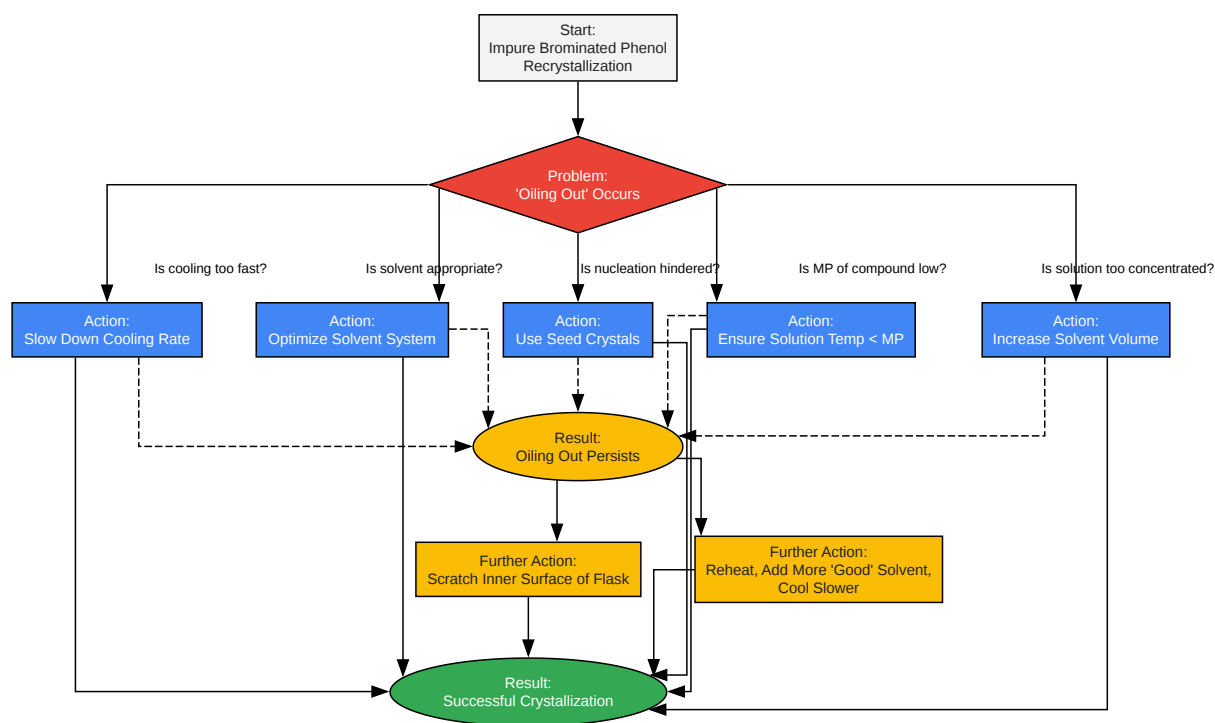 Start:
Impure Brominated Phenol
Recrystallization
Problem:
'Oiling Out' Occurs
Is cooling too fast?
Is solvent appropriate?
Is nucleation hindered?
Is MP of compound low?
Is solution too concentrated?
Action:
Slow Down Cooling Rate
Action:
Optimize Solvent System
Action:
Use Seed Crystals
Action:
Ensure Solution Temp < MP
Action:
Increase Solvent Volume
Result:
Oiling Out Persists
Further Action:
Scratch Inner Surface of Flask
Further Action:
Reheat, Add More 'Good' Solvent,
Cool Slower
Result:
Successful Crystallization